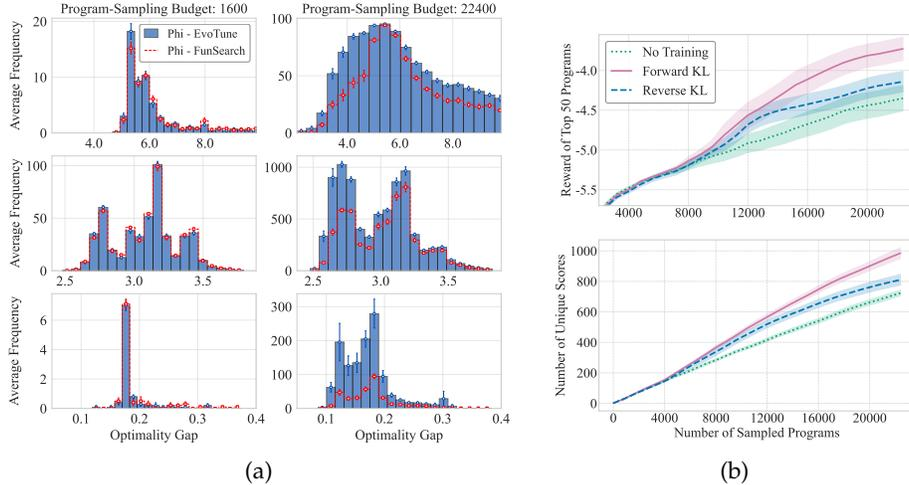 Program-Sampling Budget: 1600
Program-Sampling Budget: 22400
Average Frequency
20
10
0
Phi - EvoTune
Phi - FunSearch
4.0 6.0 8.0
100
50
0
4.0 6.0 8.0
Average Frequency
100
50
0
2.5 3.0 3.5
1000
500
0
2.5 3.0 3.5
Average Frequency
6
4
2
0
0.1 0.2 0.3 0.4
Optimality Gap
300
200
100
0
0.1 0.2 0.3 0.4
Optimality Gap
(a)
Reward of Top 50 Programs
No Training
Forward KL
Reverse KL
-4.0
-4.5
-5.0
-5.5
4000 8000 12000 16000 20000
Number of Unique Scores
1000
800
600
400
200
0
0 4000 8000 12000 16000 20000
Number of Sampled Programs
(b)